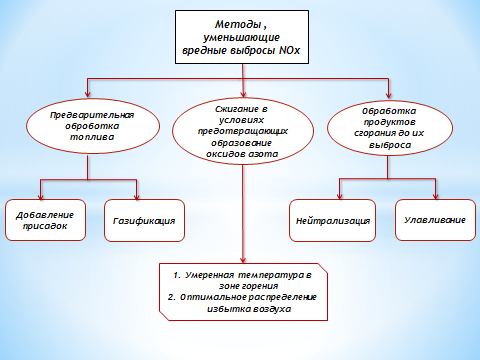 Методы ,
уменьшающие
вредные выбросы NOx
Предварительная
обработка
топлива
Сжигание в
условиях
предотвращающих
образование
оксидов азота
Обработка
продуктов
сгорания до их
выброса
Добавление
присадок
Газификация
Нейтрализация
Улавливание
1. Умеренная температура в
зоне горения
2. Оптимальное распределение
избытка воздуха